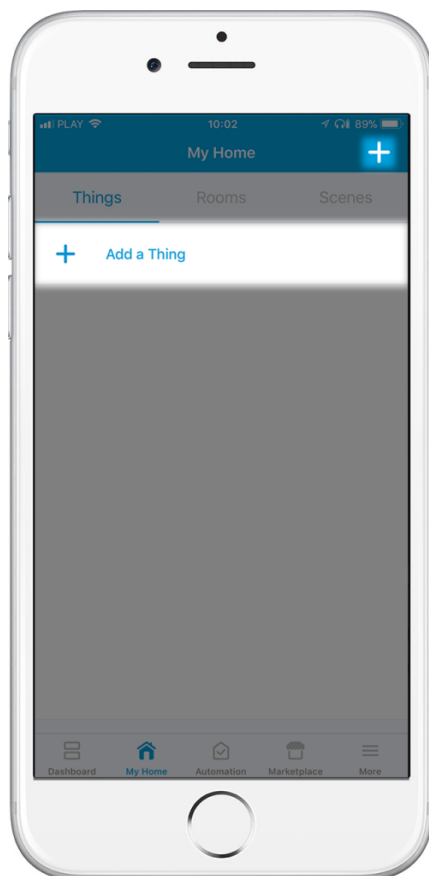 PLAY 10:02 89%
My Home
Things Rooms Scenes
Add a Thing
Dashboard My Home Automation Marketplace More